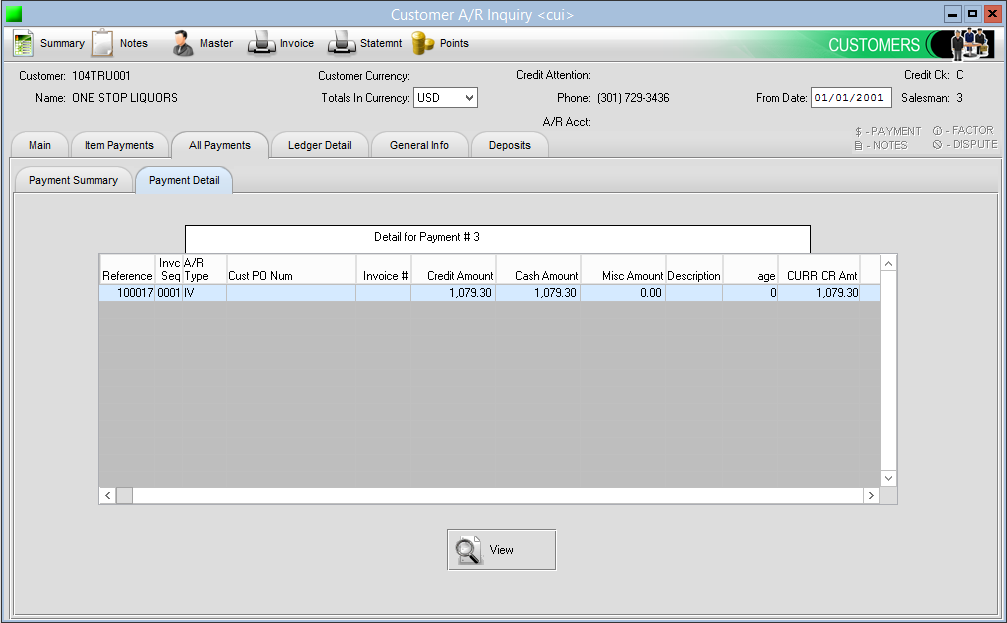 Customer A/R Inquiry <cui>
Summary Notes Master Invoice Statemnt Points CUSTOMERS
Customer: 104TRU001 Customer Currency: Credit Attention: Credit Ck: C
Name: ONE STOP LIQUORS Totals In Currency: USD Phone: (301) 729-3436 From Date: 01/01/2001 Salesman: 3
A/R Acct:
$ - PAYMENT - FACTOR
- NOTES - DISPUTE
Main Item Payments All Payments Ledger Detail General Info Deposits
Payment Summary Payment Detail
Detail for Payment # 3
Invc A/R
Reference Seq Type Cust PO Num Invoice # Credit Amount Cash Amount Misc Amount Description age CURR CR Amt
100017 0001 IV 1,079.30 1,079.30 0.00 0 1,079.30
View